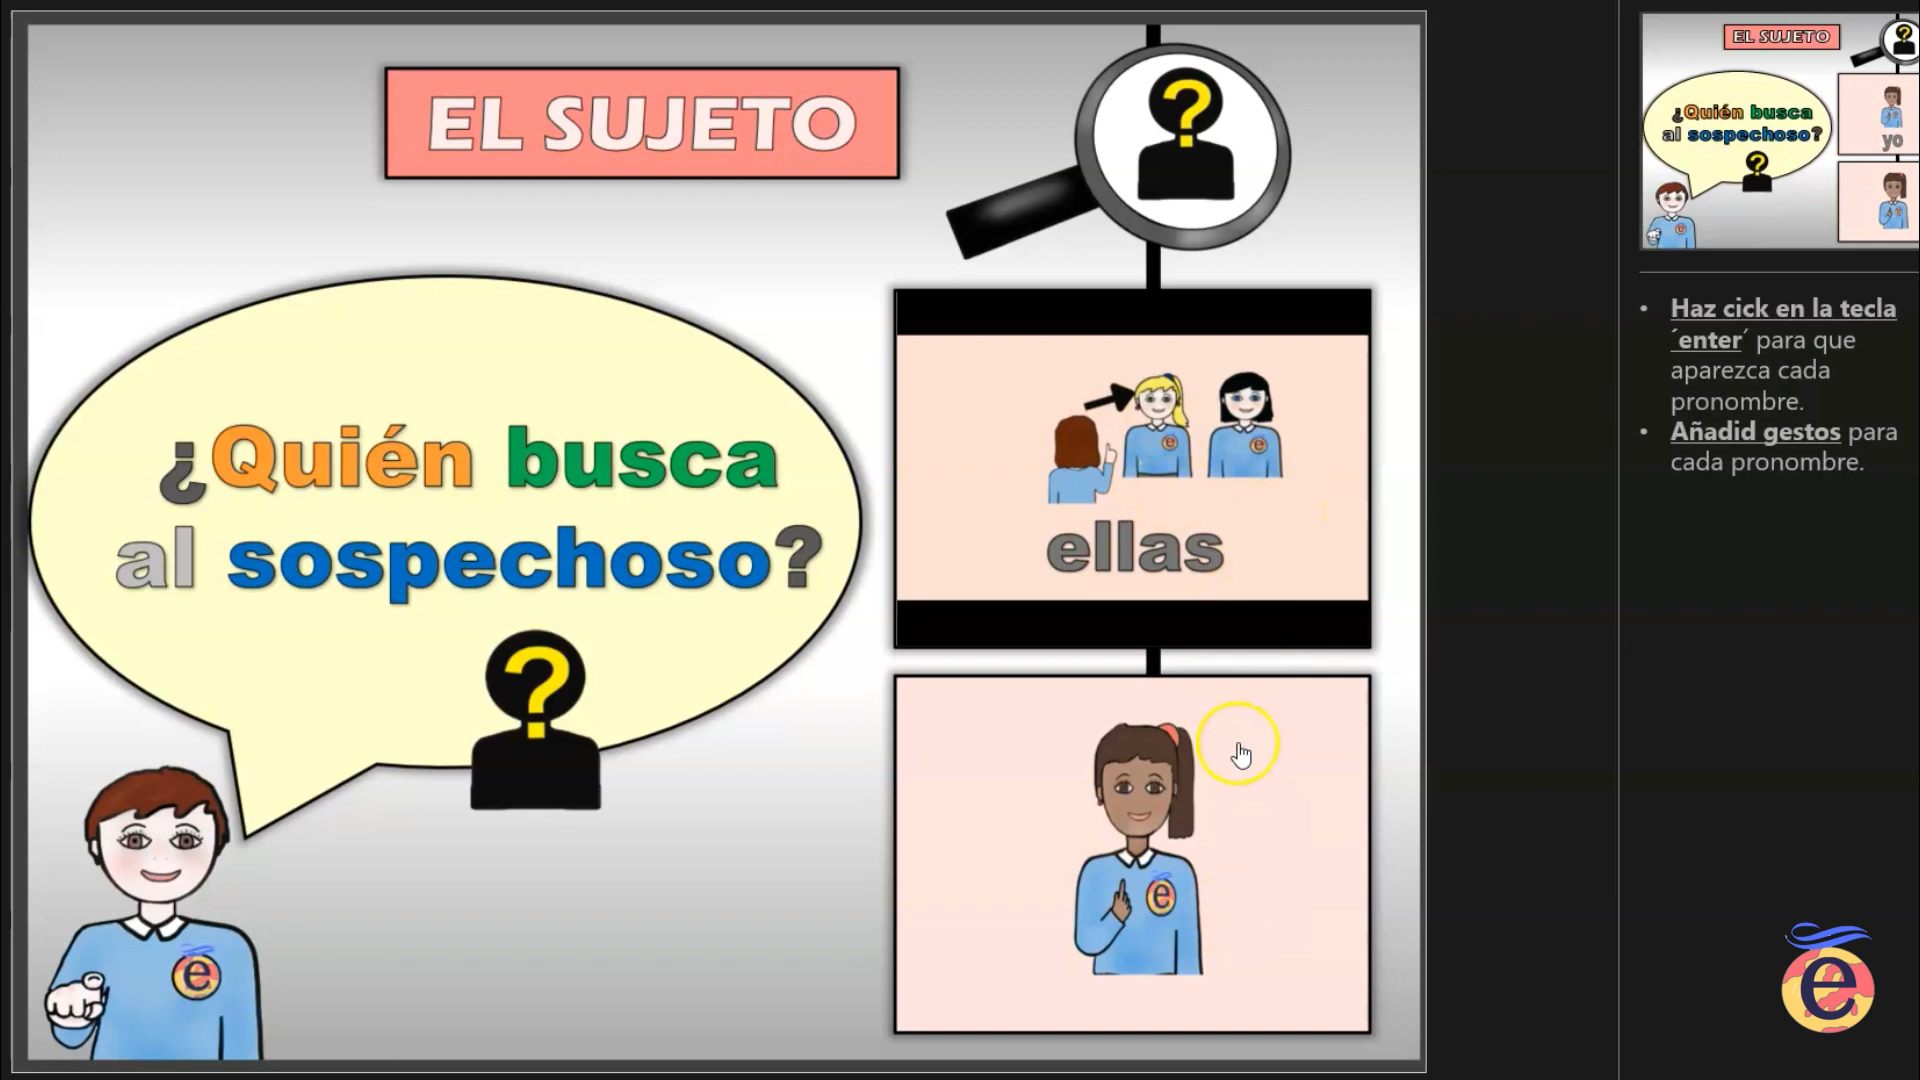 EL SUJETO
?
¿Quién busca
al sospechoso?
?
é
ellas
é
é
é
EL SUJETO
?
¿Quién busca
al sospechoso?
?
yo
• Haz cick en la tecla
´enter´ para que
aparezca cada
pronombre.
• Añadid gestos para
cada pronombre.
e